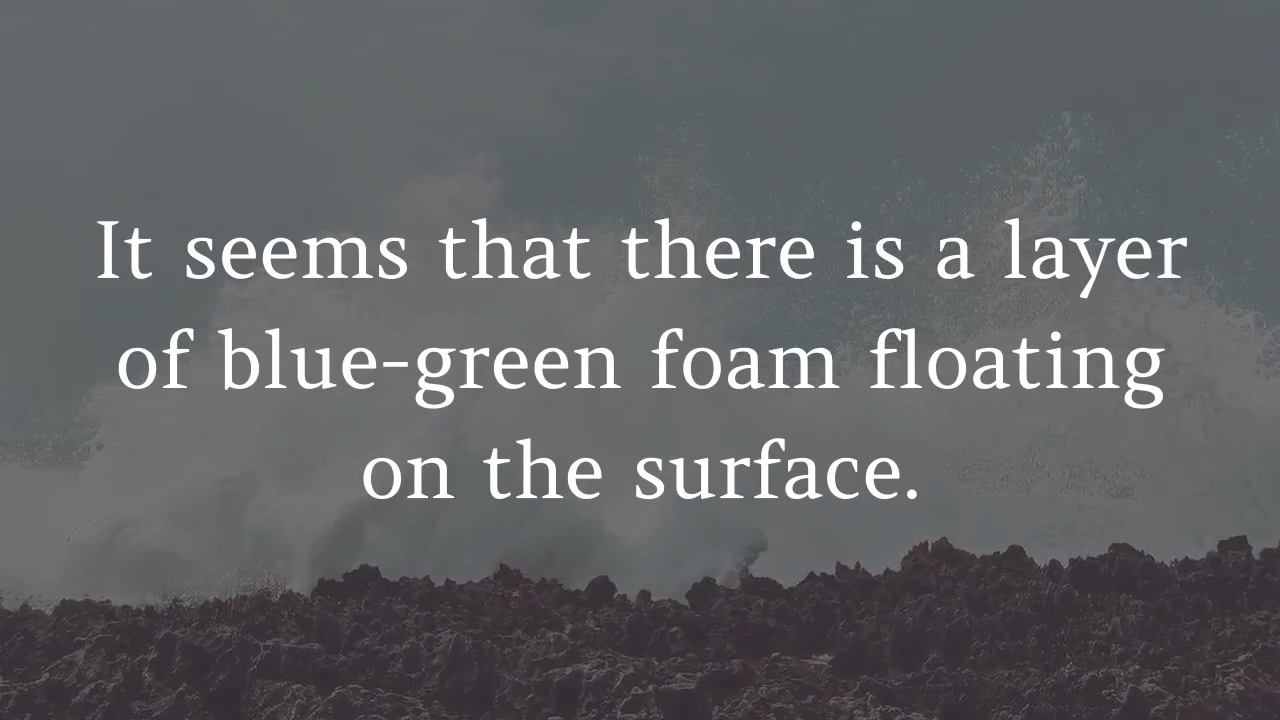 It seems that there is a layer
of blue-green foam floating
on the surface.